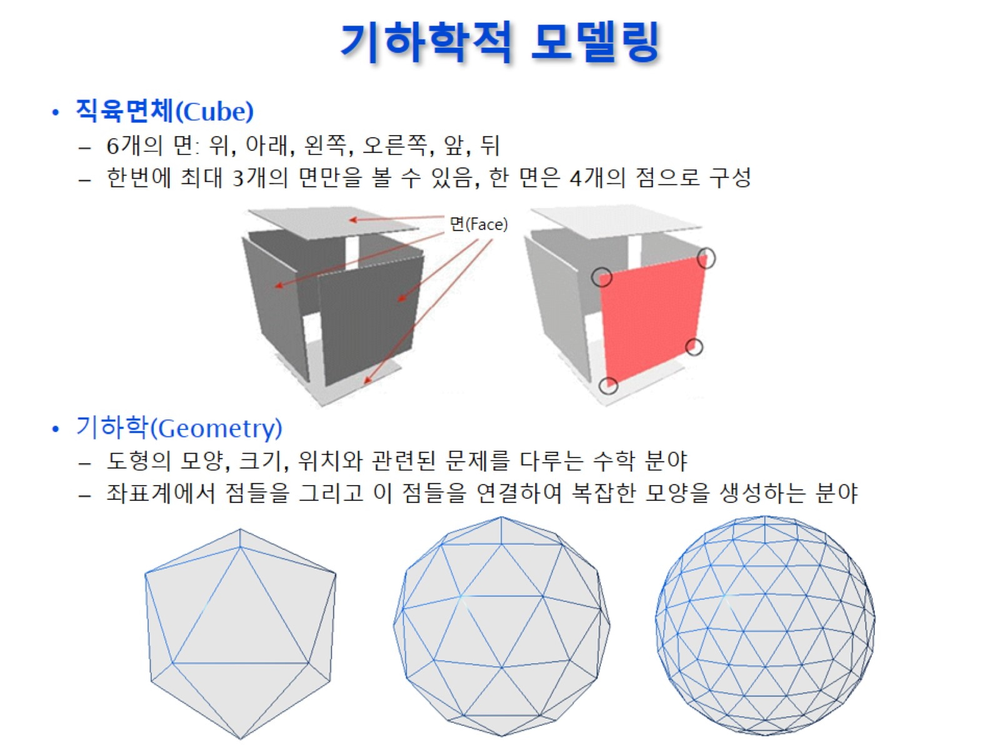 기하학적 모델링
• 직육면체(Cube)
– 6개의 면: 위, 아래, 왼쪽, 오른쪽, 앞, 뒤
– 한번에 최대 3개의 면만을 볼 수 있음, 한 면은 4개의 점으로 구성
면(Face)
• 기하학(Geometry)
– 도형의 모양, 크기, 위치와 관련된 문제를 다루는 수학 분야
– 좌표계에서 점들을 그리고 이 점들을 연결하여 복잡한 모양을 생성하는 분야